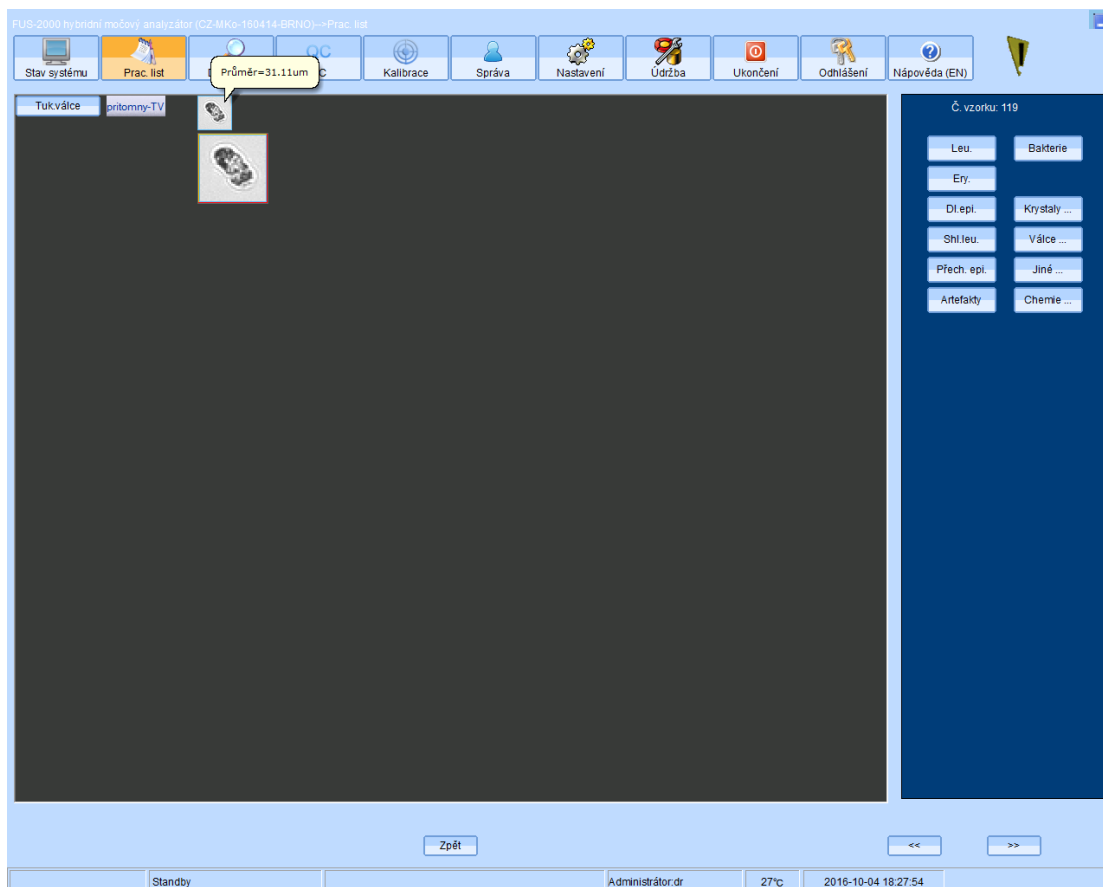 FUS-2000 hybridní močový analyzátor (CZ-MKo-160414-BRNO)-->Prac. list
QC
Stav systému
Prac. list
Kalibrace
Správa
Nastavení
Údržba
Ukončení
Odhlášení
Nápověda (EN)
Průměr=31.11um
Tuk.válce
pritomny-TV
Č. vzorku: 119
Leu.
Bakterie
Ery.
Dl.epi.
Krystaly ...
Shl.leu.
Válce ...
Přech. epi.
Jiné ...
Artefakty
Chemie ...
Zpět
<<
>>
Standby
Administrátor:dr
27°C
2016-10-04 18:27:54